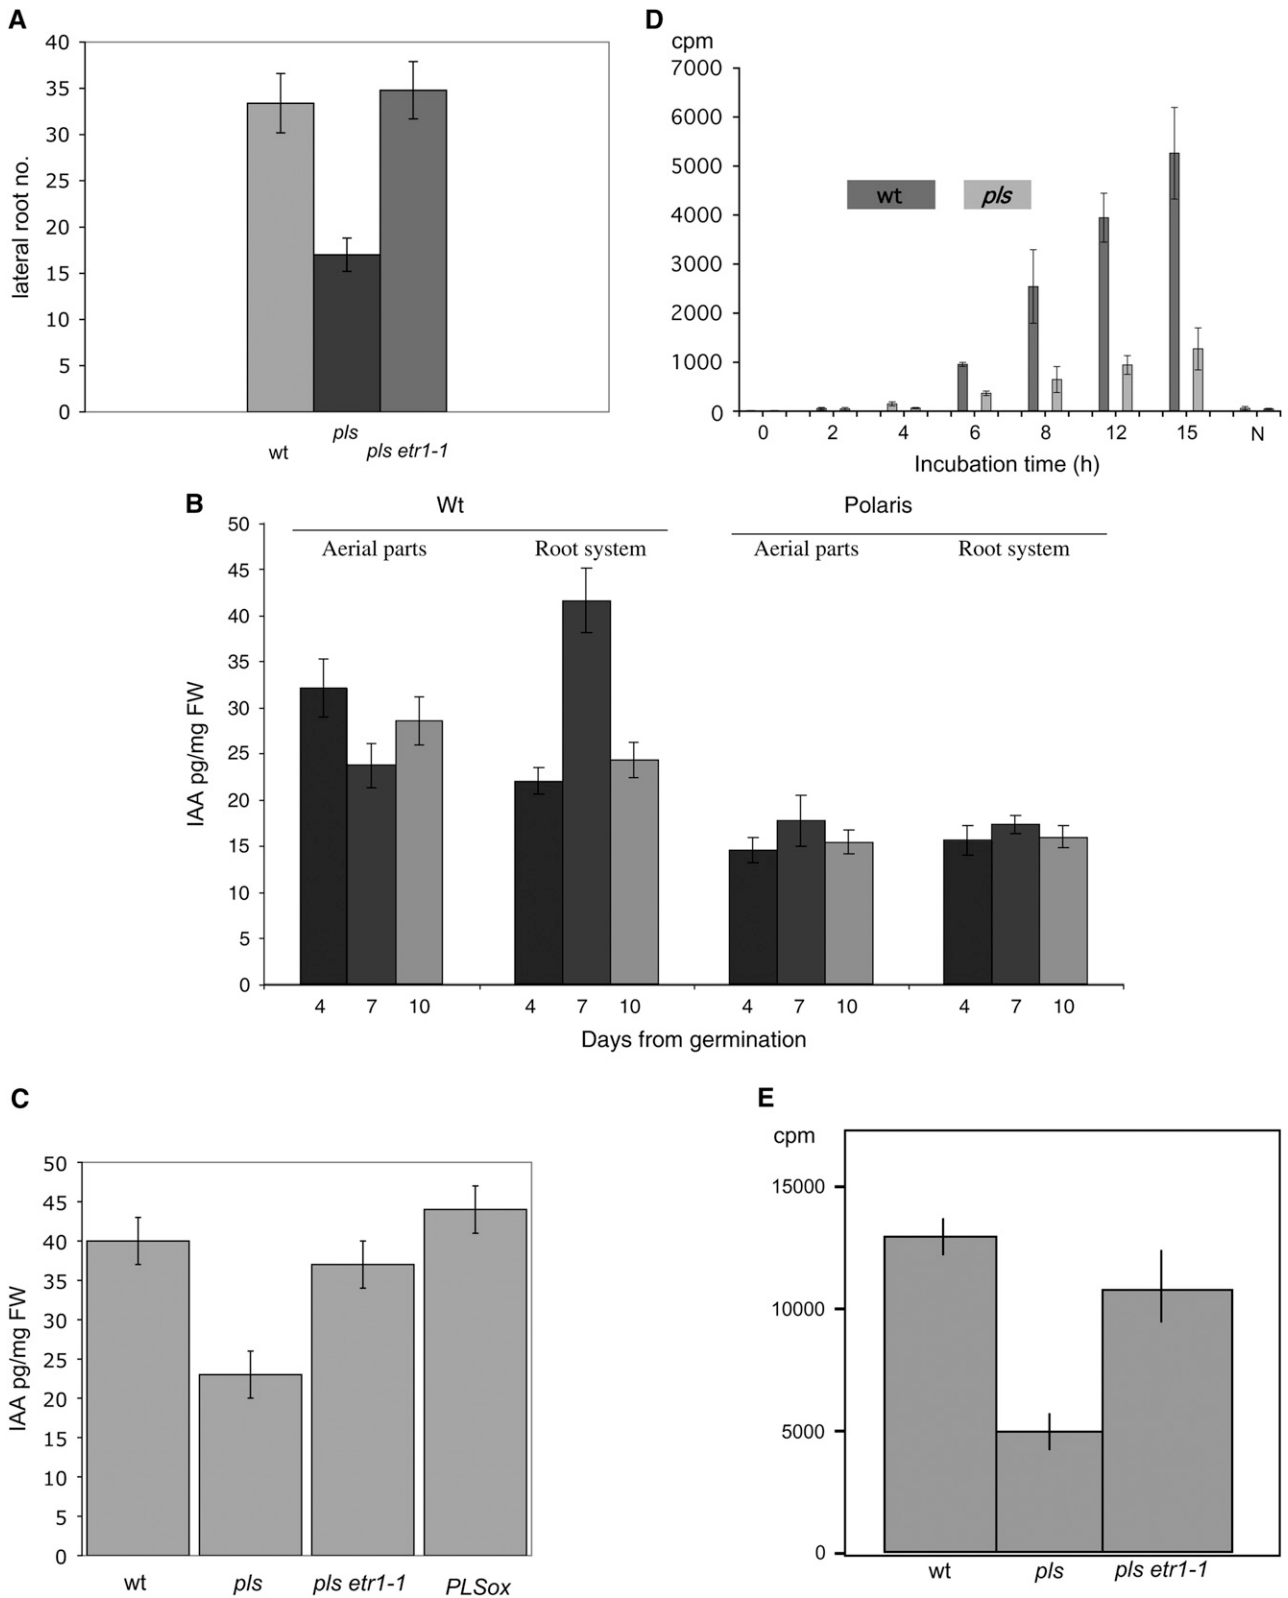 A
40
35
30
25
20
15
10
5
0
lateral root no.
wt
pls
pls etr1-1
D
cpm
7000
6000
5000
4000
3000
2000
1000
0
wt
pls
0 2 4 6 8 12 15 N
Incubation time (h)
B
Wt
Polaris
Aerial parts
Root system
Aerial parts
Root system
50
45
40
35
30
25
20
15
10
5
0
IAA pg/mg FW
4 7 10 4 7 10 4 7 10 4 7 10
Days from germination
C
50
45
40
35
30
25
20
15
10
5
0
IAA pg/mg FW
wt pls pls etr1-1 PLSox
E
cpm
15000
10000
5000
0
wt pls pls etr1-1